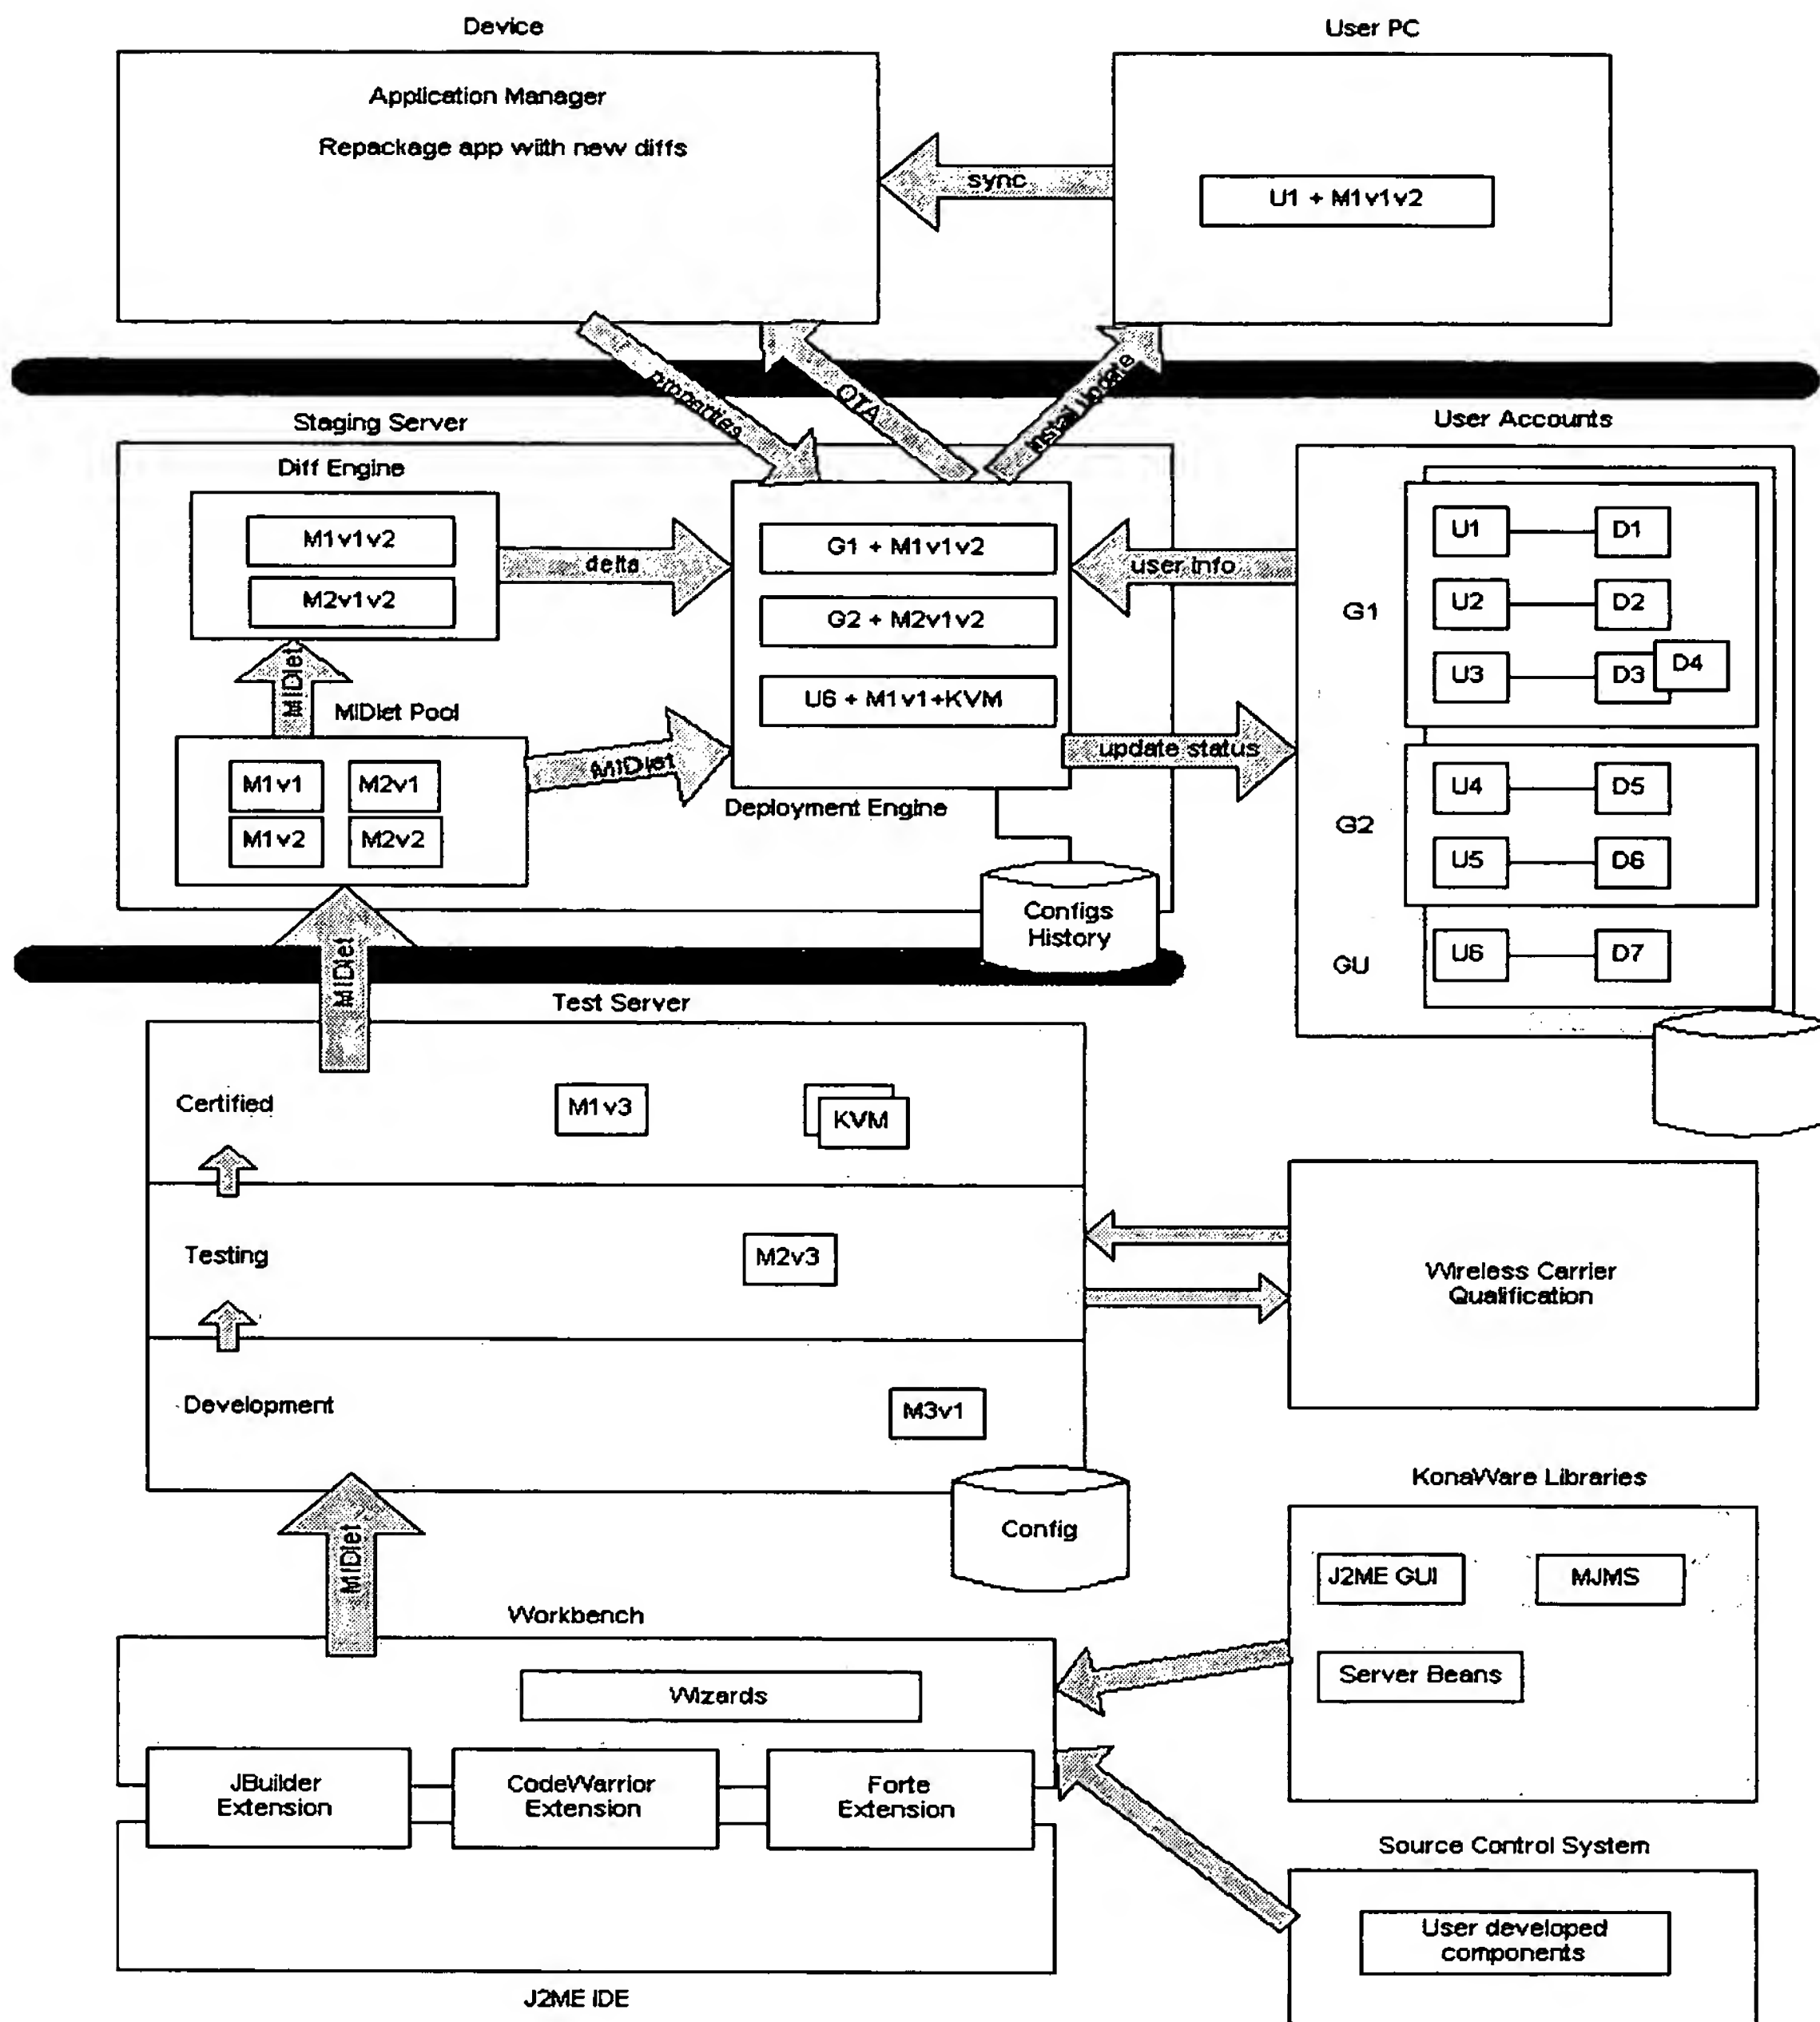 Device
User PC
Application Manager
Repackage app wiith new diffs
sync
U1 + M1v1v2
properties
OTA
install update
Staging Server
User Accounts
Diff Engine
M1v1v2
M2v1v2
delta
G1 + M1v1v2
G2 + M2v1v2
U6 + M1v1+KVM
user info
update status
Deployment Engine
MIDlet
MIDlet Pool
M1v1
M2v1
M1v2
M2v2
MIDlet
Configs
History
G1
U1
D1
U2
D2
U3
D3
D4
G2
U4
D5
U5
D6
GU
U6
D7
MIDlet
Test Server
Certified
M1v3
KVM
Testing
M2v3
Development
M3v1
Config
Wireless Carrier
Qualification
MIDlet
KonaWare Libraries
J2ME GUI
MJMS
Server Beans
Workbench
Wizards
JBuilder
Extension
CodeWarrior
Extension
Forte
Extension
J2ME IDE
Source Control System
User developed
components